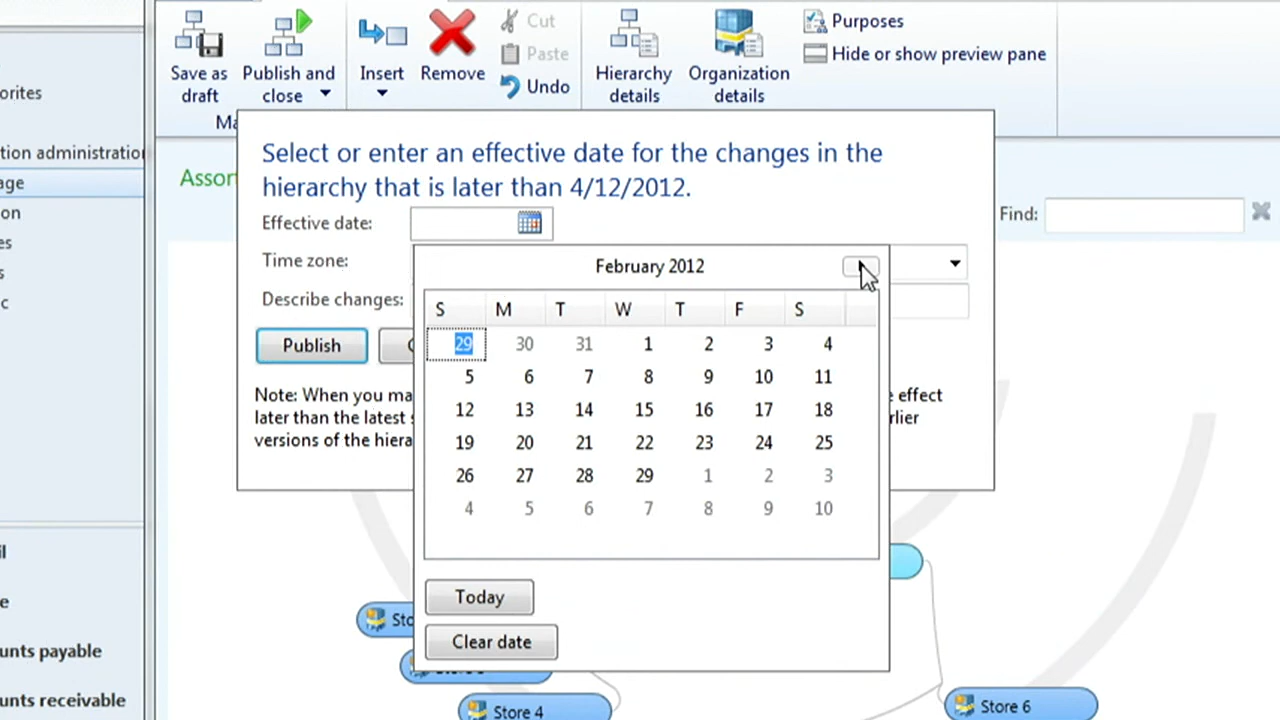 Save as draft
Publish and close
Insert
Remove
Cut
Paste
Undo
Hierarchy details
Organization details
Purposes
Hide or show preview pane
Ma
orites
tion administration
age
on
es
s
c
Assor
Find:
Select or enter an effective date for the changes in the
hierarchy that is later than 4/12/2012.
Effective date:
Time zone:
Describe changes:
Publish
C
Note: When you ma
e effect
later than the latest s
rlier
versions of the hiera
February 2012
S M T W T F S
29 30 31 1 2 3 4
5 6 7 8 9 10 11
12 13 14 15 16 17 18
19 20 21 22 23 24 25
26 27 28 29 1 2 3
4 5 6 7 8 9 10
Today
Clear date
il
e
unts payable
unts receivable
Sto
Store 4
Store 6